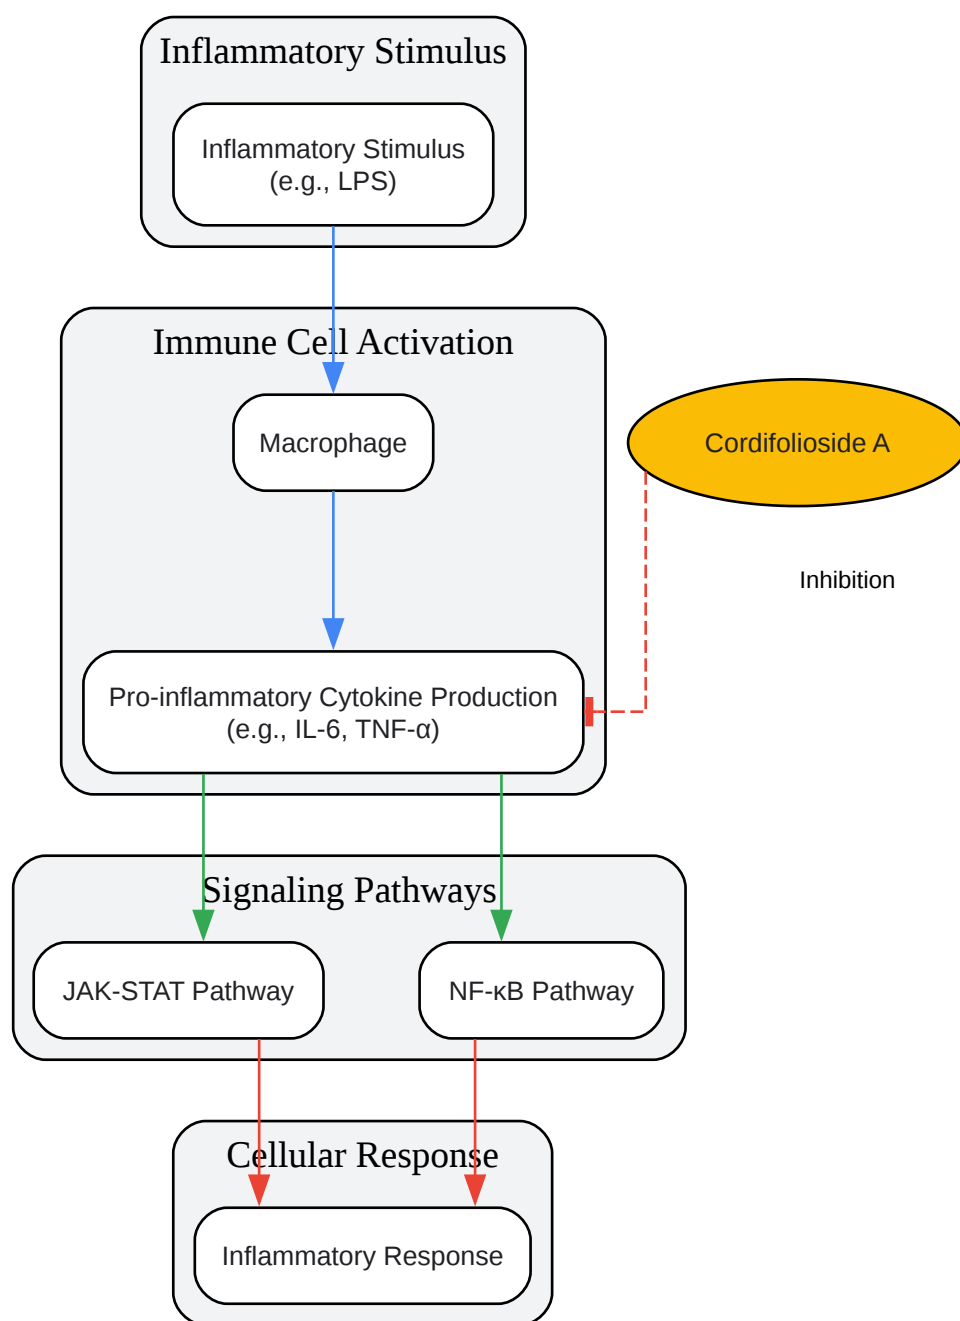 Inflammatory Stimulus
Inflammatory Stimulus
(e.g., LPS)
Immune Cell Activation
Macrophage
Cordifolioside A
Inhibition
Pro-inflammatory Cytokine Production
(e.g., IL-6, TNF-α)
Signaling Pathways
JAK-STAT Pathway
NF-κB Pathway
Cellular Response
Inflammatory Response